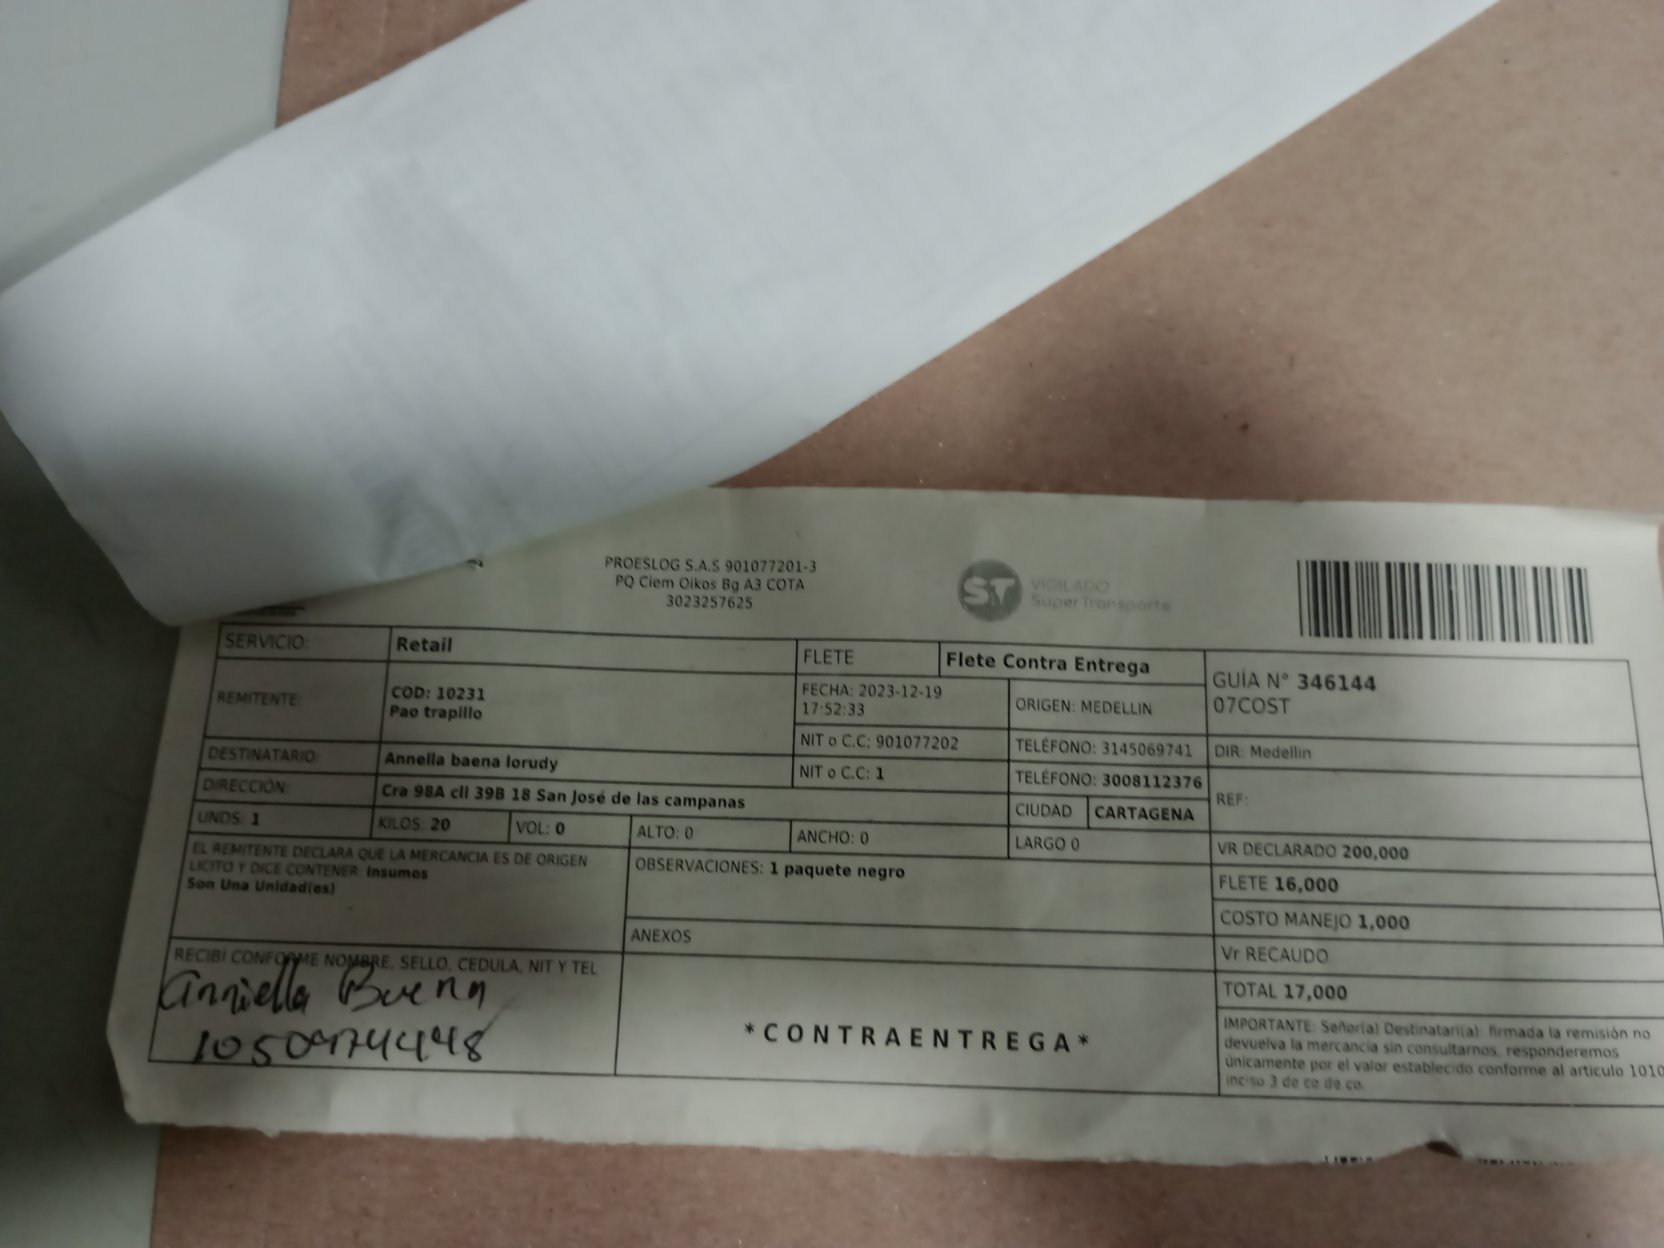 PROESLOG S.A.S 901077201-3
PQ Ciem Oikos Bg A3 COTA
3023257625
ST
VIGILADO
SuperTransporte
SERVICIO: Retail
FLETE Flete Contra Entrega
GUÍA N° 346144
07COST
REMITENTE: COD: 10231
Pao trapillo
FECHA: 2023-12-19
17:52:33
ORIGEN: MEDELLIN
NIT o C.C: 901077202
TELÉFONO: 3145069741
DIR: Medellin
DESTINATARIO: Annella baena lorudy
NIT o C.C: 1
TELÉFONO: 3008112376
REF:
DIRECCIÓN: Cra 98A cll 39B 18 San José de las campanas
CIUDAD CARTAGENA
UNDS: 1
KILOS: 20
VOL: 0
ALTO: 0
ANCHO: 0
LARGO 0
VR DECLARADO 200,000
EL REMITENTE DECLARA QUE LA MERCANCIA ES DE ORIGEN
LICITO Y DICE CONTENER: Insumos
Son Una Unidad(es)
OBSERVACIONES: 1 paquete negro
FLETE 16,000
COSTO MANEJO 1,000
ANEXOS
Vr RECAUDO
TOTAL 17,000
RECIBÍ CONFORME NOMBRE, SELLO, CEDULA, NIT Y TEL
*CONTRAENTREGA*
IMPORTANTE: Señor(a) Destinatari(a): firmada la remisión no
devuelva la mercancia sin consultarnos, responderemos
únicamente por el valor establecido conforme al articulo 1010
inciso 3 de co de co.